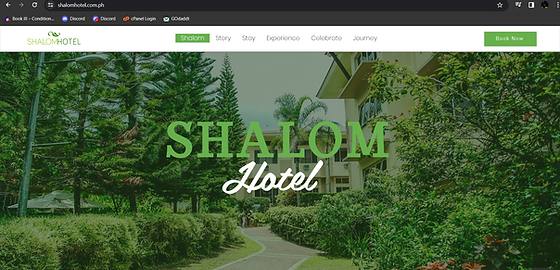 shalomhotel.com.ph
Book III - Condition... Discord Discord cPanel Login GOdaddi
SHALOMHOTEL
Shalom Story Stay Experience Celebrate Journey
Book Now
SHALOM
Hotel